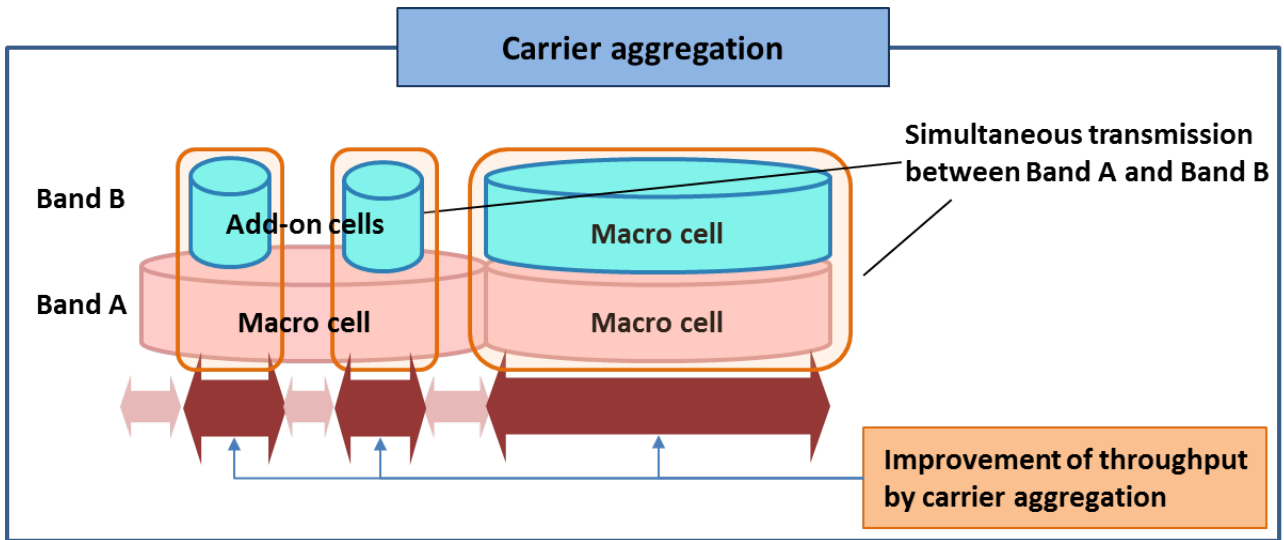 Carrier aggregation
Simultaneous transmission
between Band A and Band B
Band B
Add-on cells
Macro cell
Band A
Macro cell
Macro cell
Improvement of throughput
by carrier aggregation